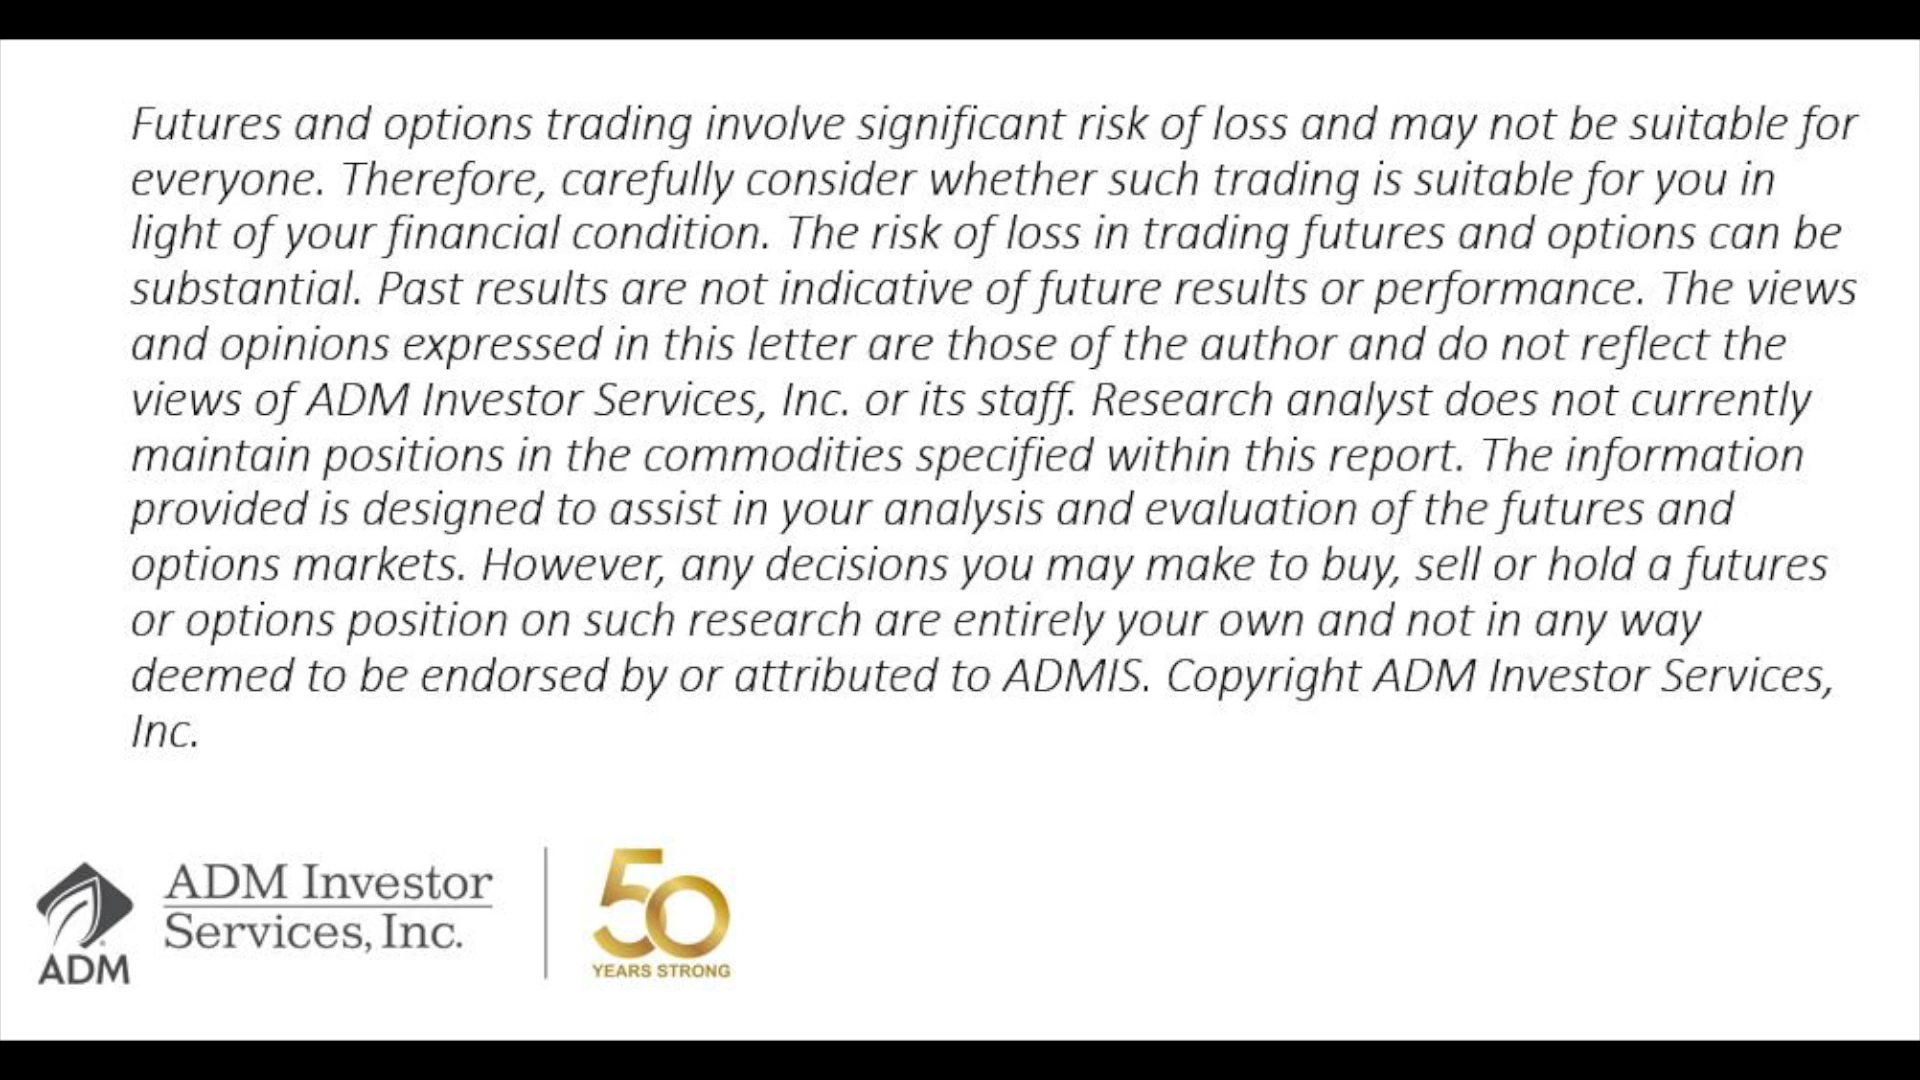 Futures and options trading involve significant risk of loss and may not be suitable for
everyone. Therefore, carefully consider whether such trading is suitable for you in
light of your financial condition. The risk of loss in trading futures and options can be
substantial. Past results are not indicative of future results or performance. The views
and opinions expressed in this letter are those of the author and do not reflect the
views of ADM Investor Services, Inc. or its staff. Research analyst does not currently
maintain positions in the commodities specified within this report. The information
provided is designed to assist in your analysis and evaluation of the futures and
options markets. However, any decisions you may make to buy, sell or hold a futures
or options position on such research are entirely your own and not in any way
deemed to be endorsed by or attributed to ADMIS. Copyright ADM Investor Services,
Inc.
ADM
ADM Investor
Services, Inc.
50
YEARS STRONG